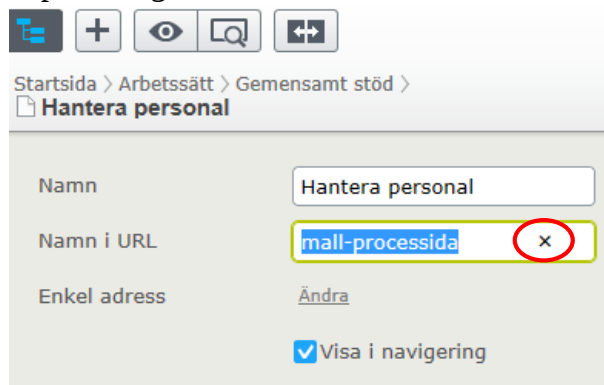 Startsida > Arbetssätt > Gemensamt stöd >
Hantera personal
Namn Hantera personal
Namn i URL mall-processida ×
Enkel adress Ändra
Visa i navigering